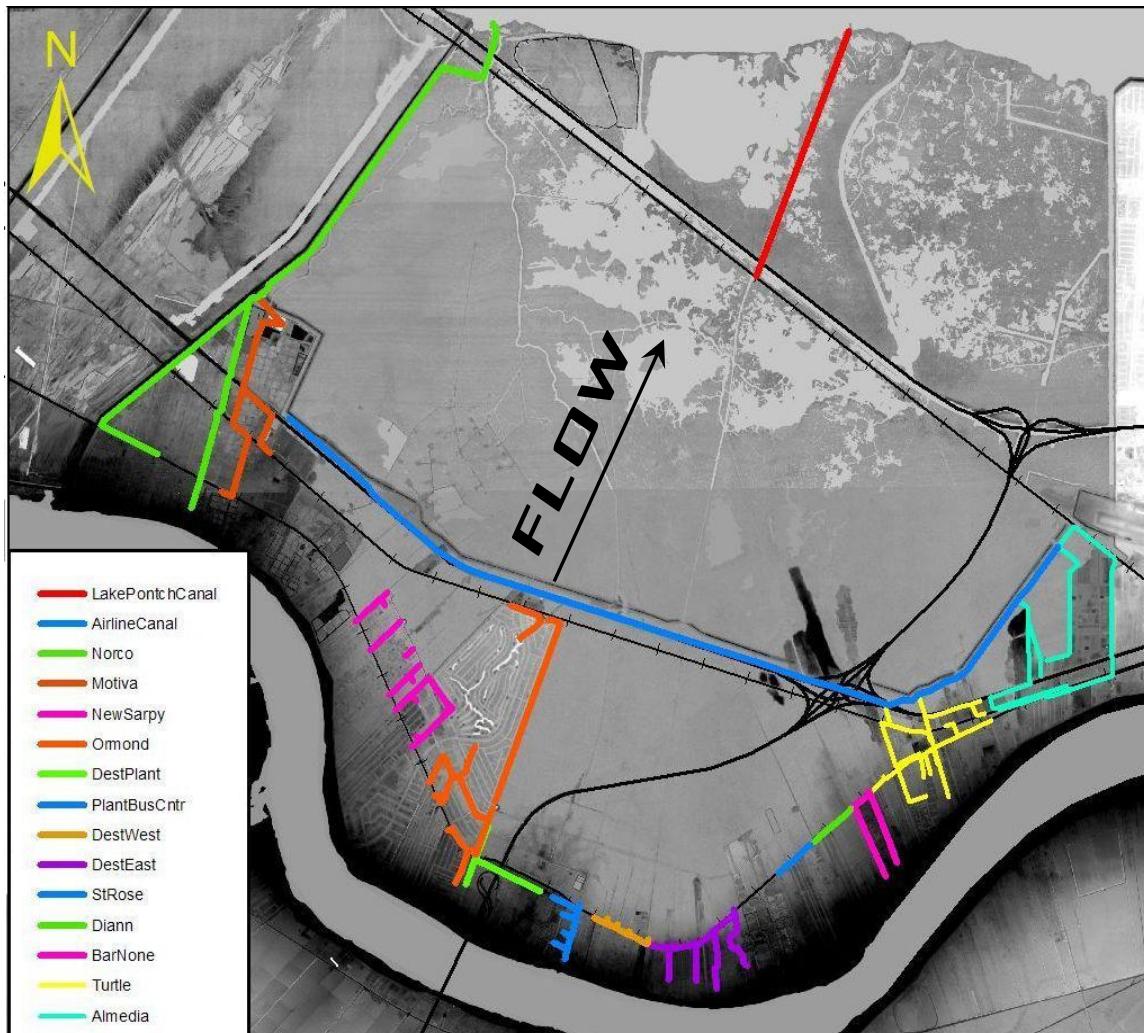 N
FLOW
LakePontchCanal
AirlineCanal
Norco
Motiva
NewSarpy
Ormond
DestPlant
PlantBusCntr
DestWest
DestEast
StRose
Diann
BarNone
Turtle
Almedia